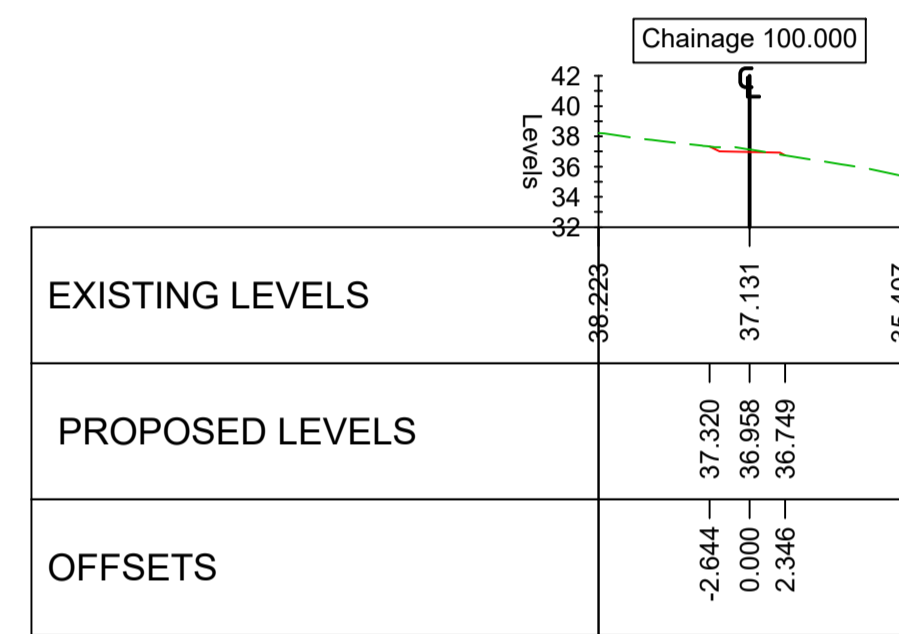 Chainage 100.000
CL
Levels
42
40
38
36
34
32
EXISTING LEVELS
38.223
37.131
PROPOSED LEVELS
37.320
36.958
36.749
OFFSETS
-2.644
0.000
2.346